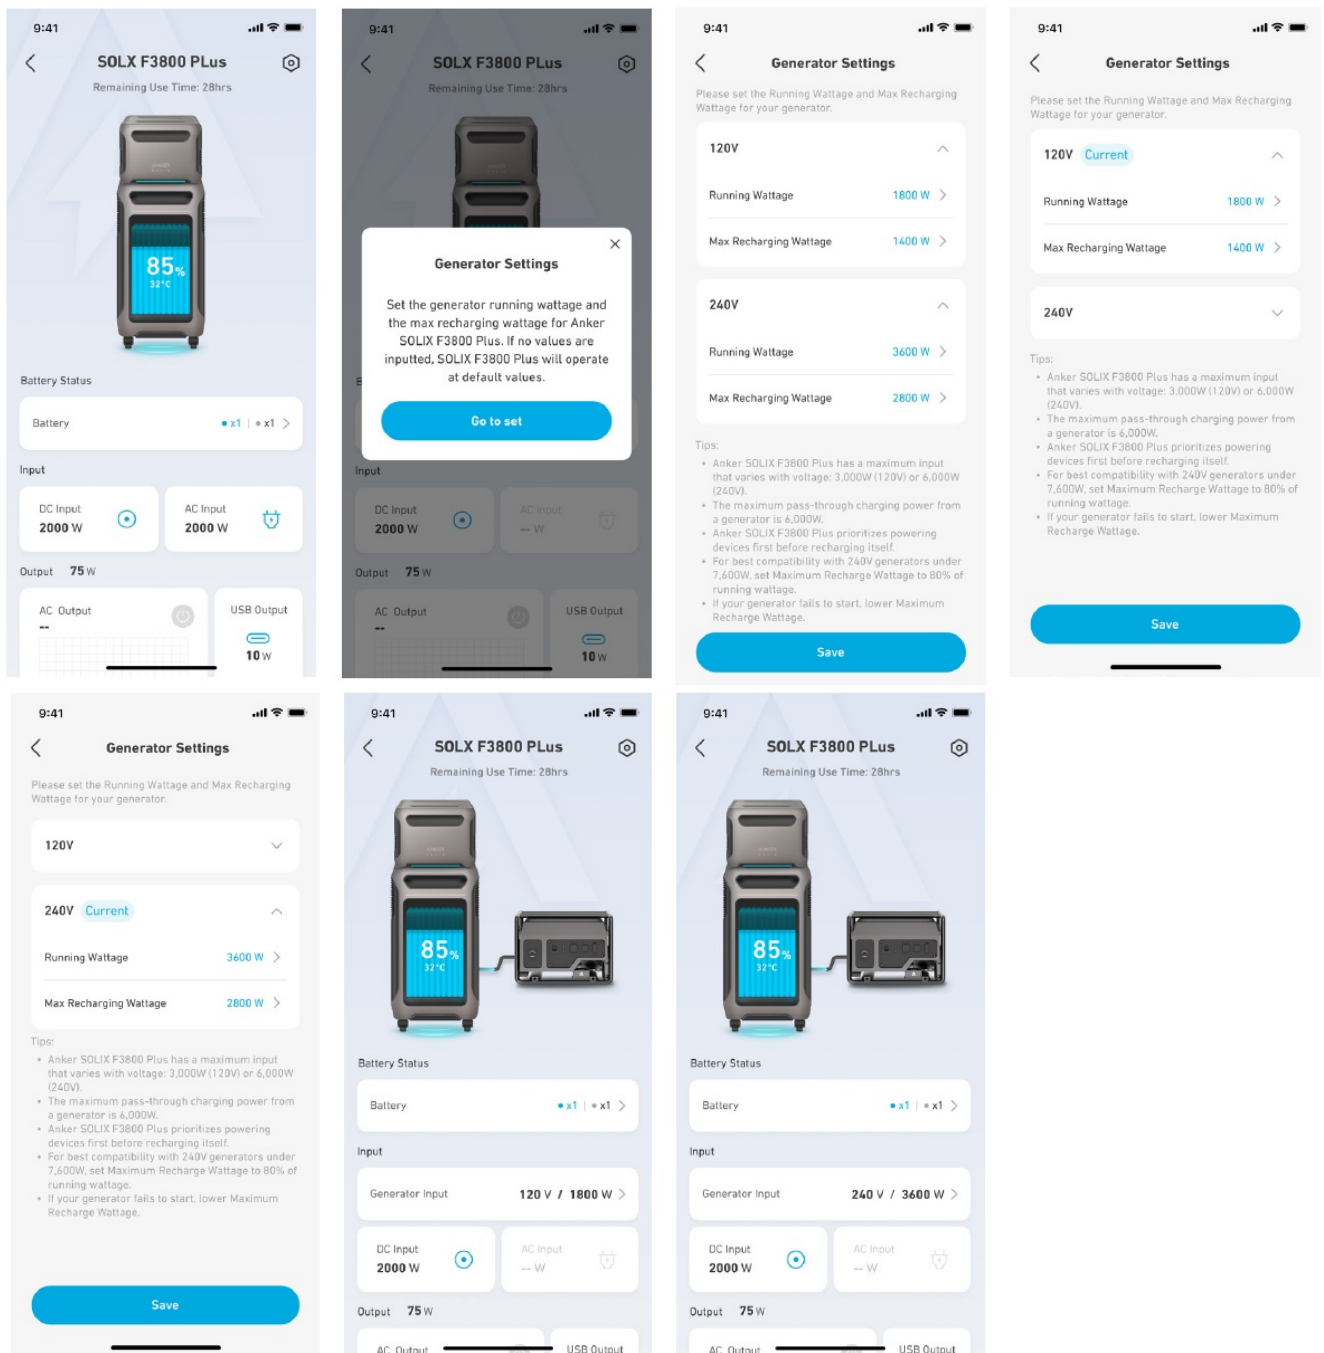 9:41
SOLX F3800 PLus
Remaining Use Time: 28hrs
85%
32°C
Battery Status
Battery x1 | x1
Input
DC Input
2000 W
AC Input
2000 W
Output 75 W
AC Output
--
USB Output
10 W
9:41
SOLX F3800 PLus
Remaining Use Time: 28hrs
Generator Settings
Set the generator running wattage and
the max recharging wattage for Anker
SOLIX F3800 Plus. If no values are
inputted, SOLIX F3800 Plus will operate
at default values.
Go to set
Input
DC Input
2000 W
AC Input
-- W
Output 75 W
AC Output
--
USB Output
10 W
9:41
Generator Settings
Please set the Running Wattage and Max Recharging
Wattage for your generator.
120V
Running Wattage 1800 W
Max Recharging Wattage 1400 W
240V
Running Wattage 3600 W
Max Recharging Wattage 2800 W
Tips:
• Anker SOLIX F3800 Plus has a maximum input
that varies with voltage: 3,000W (120V) or 6,000W
(240V).
• The maximum pass-through charging power from
a generator is 6,000W.
• Anker SOLIX F3800 Plus prioritizes powering
devices first before recharging itself.
• For best compatibility with 240V generators under
7,600W, set Maximum Recharge Wattage to 80% of
running wattage.
• If your generator fails to start, lower Maximum
Recharge Wattage.
Save
9:41
Generator Settings
Please set the Running Wattage and Max Recharging
Wattage for your generator.
120V Current
Running Wattage 1800 W
Max Recharging Wattage 1400 W
240V
Tips:
• Anker SOLIX F3800 Plus has a maximum input
that varies with voltage: 3,000W (120V) or 6,000W
(240V).
• The maximum pass-through charging power from
a generator is 6,000W.
• Anker SOLIX F3800 Plus prioritizes powering
devices first before recharging itself.
• For best compatibility with 240V generators under
7,600W, set Maximum Recharge Wattage to 80% of
running wattage.
• If your generator fails to start, lower Maximum
Recharge Wattage.
Save
9:41
Generator Settings
Please set the Running Wattage and Max Recharging
Wattage for your generator.
120V
240V Current
Running Wattage 3600 W
Max Recharging Wattage 2800 W
Tips:
• Anker SOLIX F3800 Plus has a maximum input
that varies with voltage: 3,000W (120V) or 6,000W
(240V).
• The maximum pass-through charging power from
a generator is 6,000W.
• Anker SOLIX F3800 Plus prioritizes powering
devices first before recharging itself.
• For best compatibility with 240V generators under
7,600W, set Maximum Recharge Wattage to 80% of
running wattage.
• If your generator fails to start, lower Maximum
Recharge Wattage.
Save
9:41
SOLX F3800 PLus
Remaining Use Time: 28hrs
85%
32°C
Battery Status
Battery x1 | x1
Input
Generator Input 120 V / 1800 W
DC Input
2000 W
AC Input
-- W
Output 75 W
AC Output
USB Output
9:41
SOLX F3800 PLus
Remaining Use Time: 28hrs
85%
32°C
Battery Status
Battery x1 | x1
Input
Generator Input 240 V / 3600 W
DC Input
2000 W
AC Input
-- W
Output 75 W
AC Output
USB Output